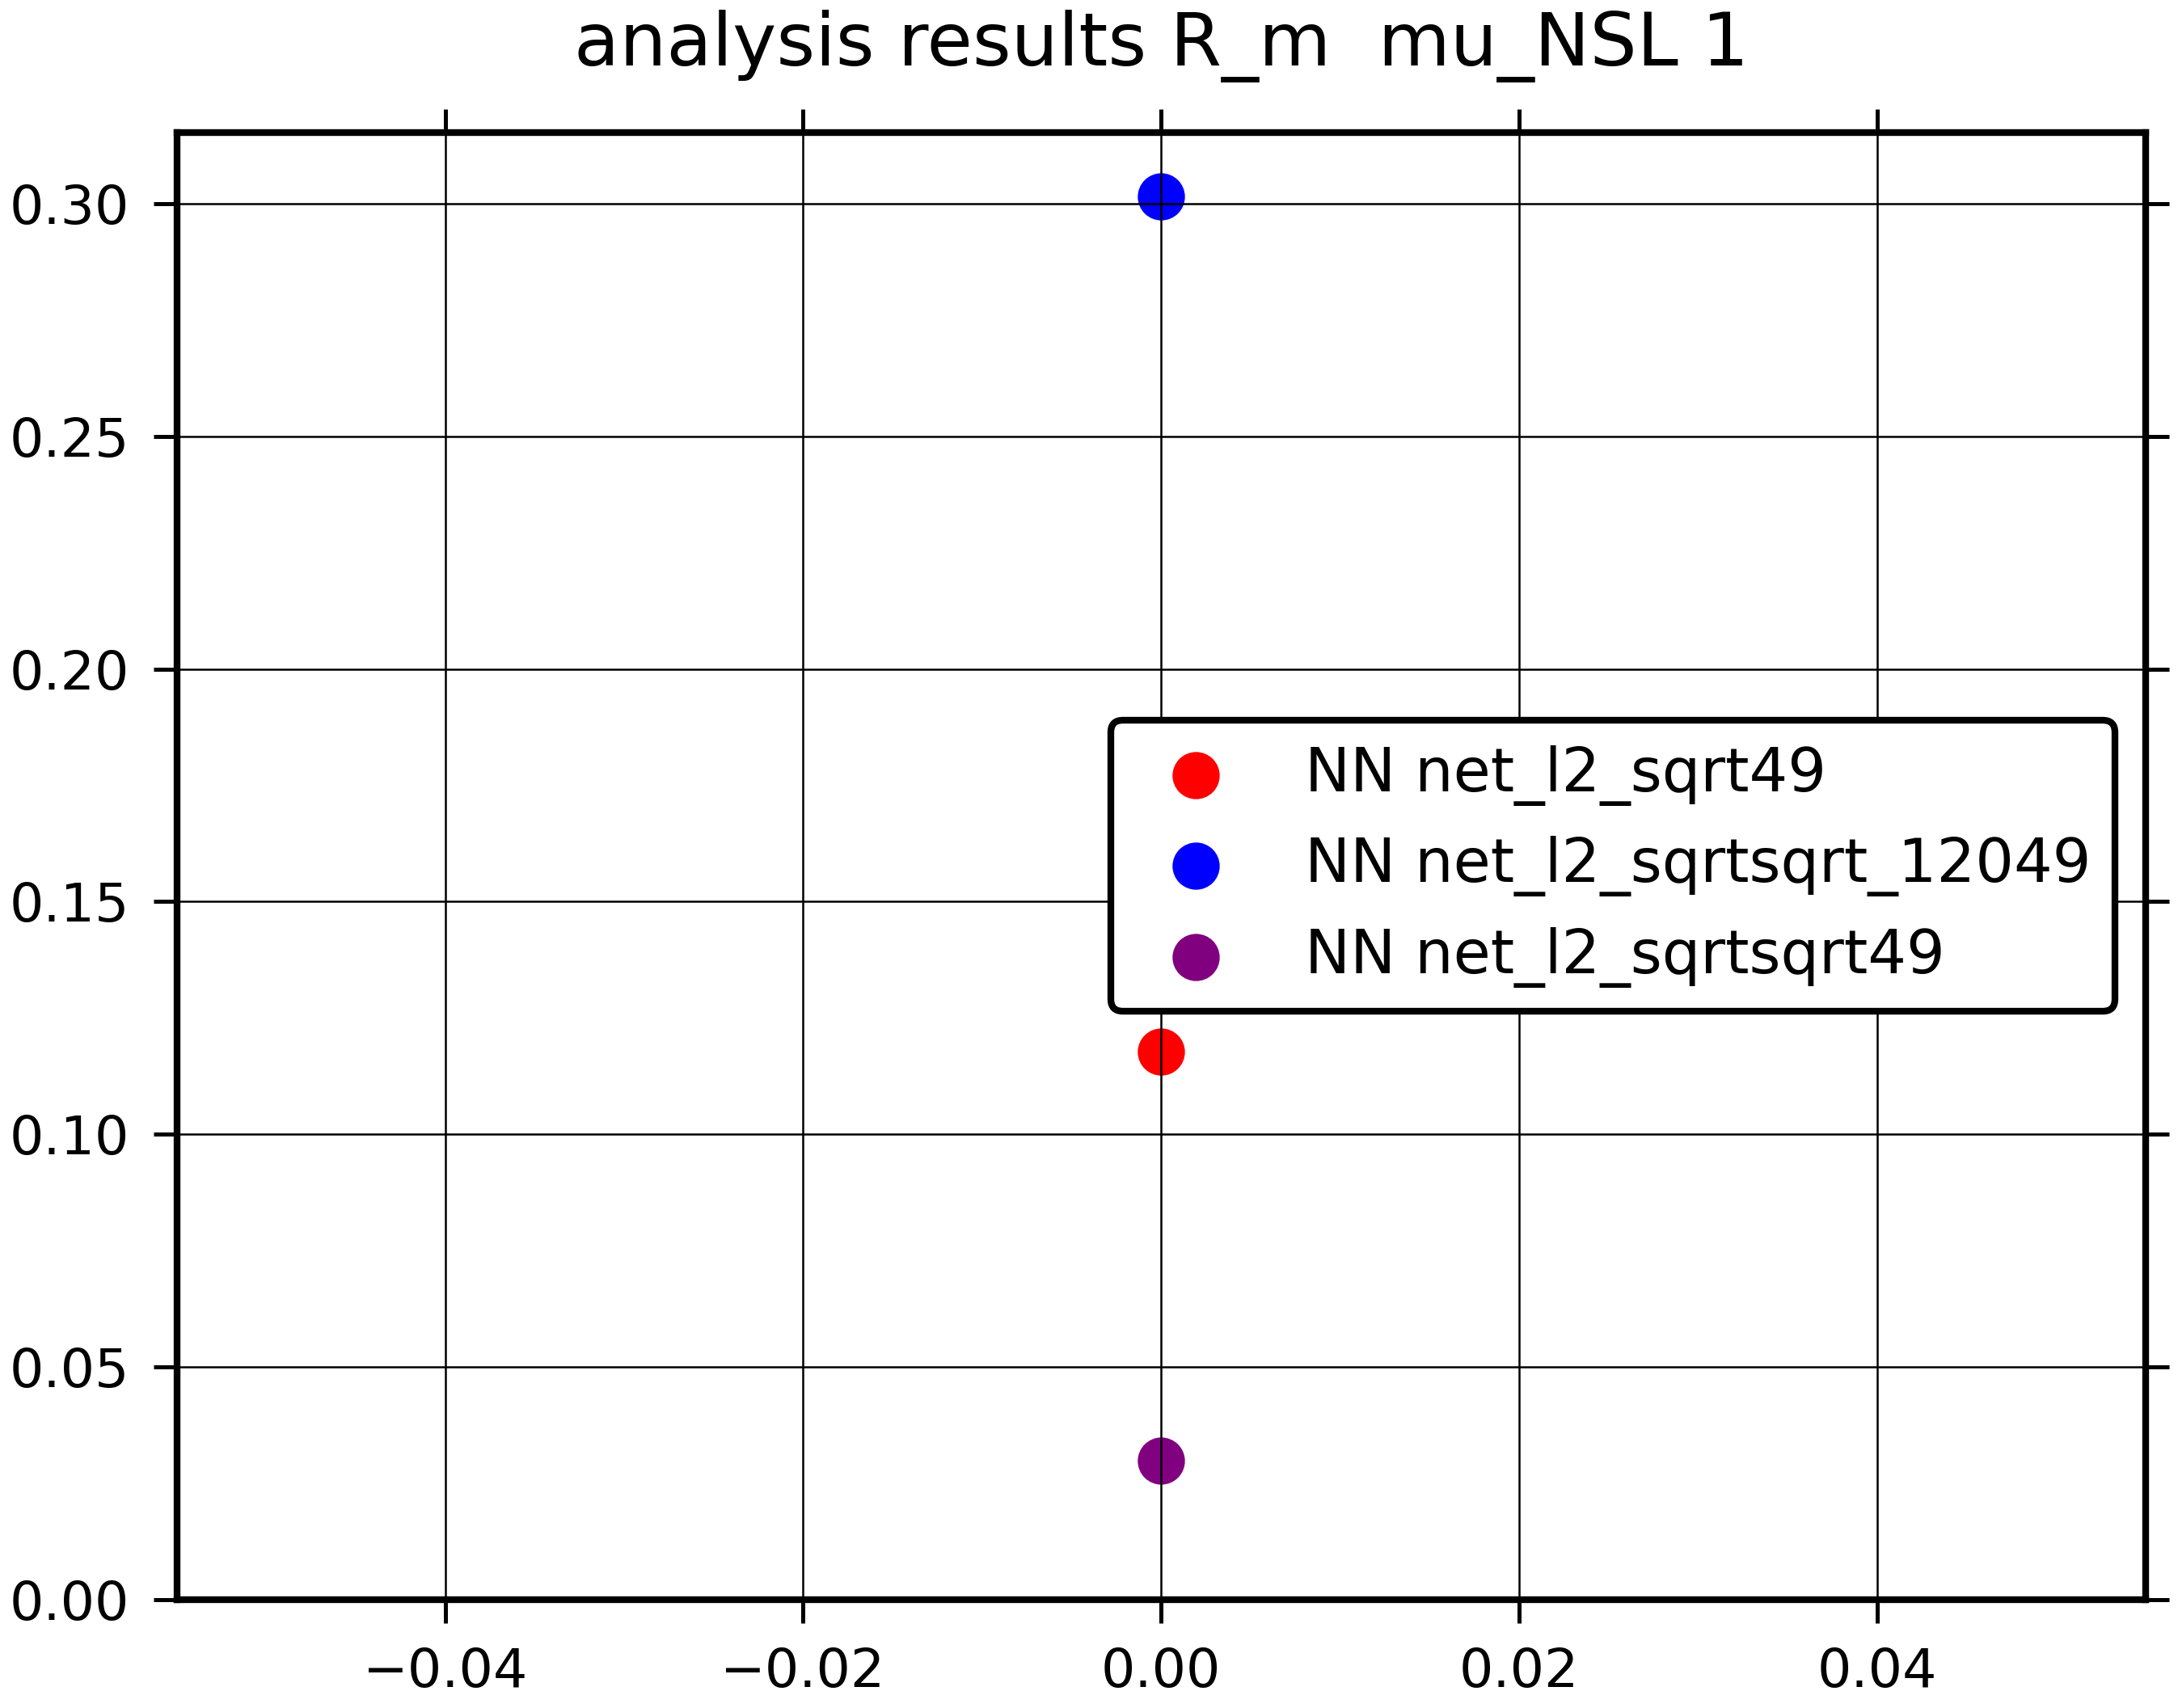 analysis results R_m  mu_NSL 1
0.30
0.25
0.20
0.15
0.10
0.05
0.00
NN net_l2_sqrt49
NN net_l2_sqrtsqrt_12049
NN net_l2_sqrtsqrt49
−0.04 −0.02 0.00 0.02 0.04